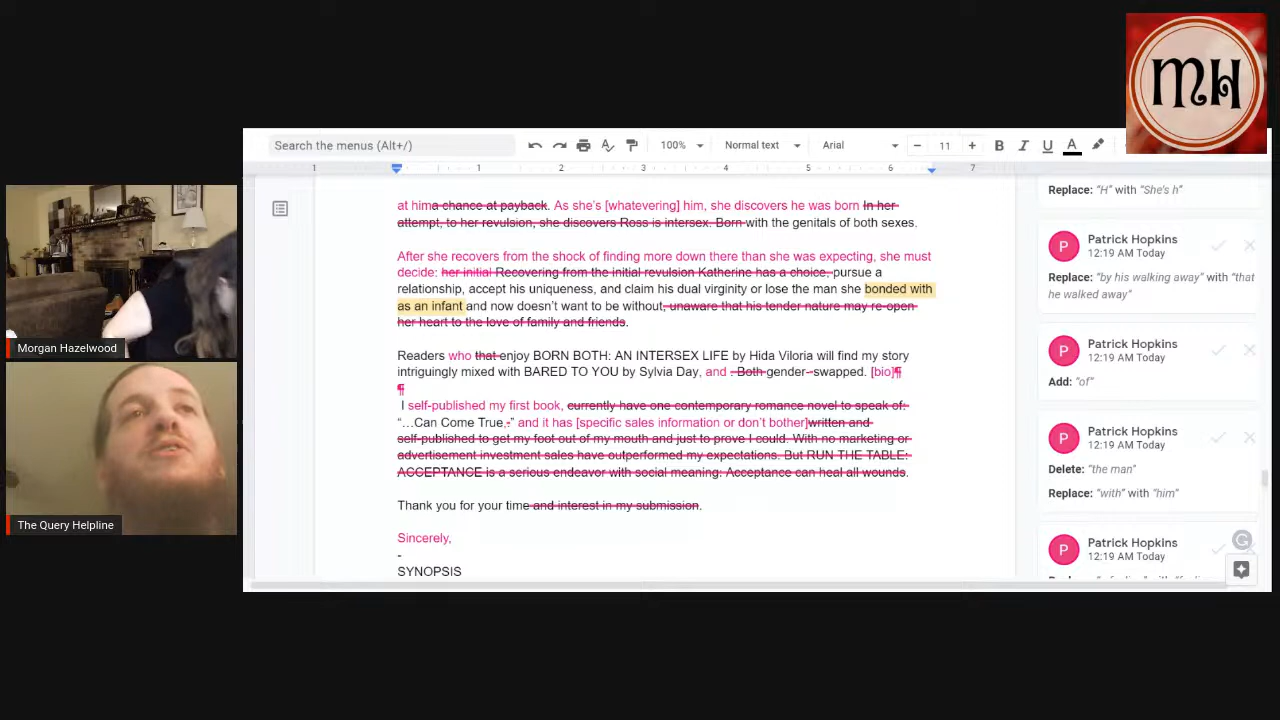 MH
Search the menus (Alt+/)
100%
Normal text
Arial
11
B I U A
1 1 2 3 4 5 6 7
at hima chance at payback. As she's [whatevering] him, she discovers he was born In her
attempt, to her revulsion, she discovers Ross is intersex. Born with the genitals of both sexes.
After she recovers from the shock of finding more down there than she was expecting, she must
decide: her initial Recovering from the initial revulsion Katherine has a choice, pursue a
relationship, accept his uniqueness, and claim his dual virginity or lose the man she bonded with
as an infant and now doesn't want to be without, unaware that his tender nature may re-open
her heart to the love of family and friends.
Readers who that enjoy BORN BOTH: AN INTERSEX LIFE by Hida Viloria will find my story
intriguingly mixed with BARED TO YOU by Sylvia Day, and . Both gender -swapped. [bio]¶
¶
I self-published my first book, currently have one contemporary romance novel to speak of:
“…Can Come True.-” and it has [specific sales information or don't bother]written and
self-published to get my foot out of my mouth and just to prove I could. With no marketing or
advertisement investment sales have outperformed my expectations. But RUN THE TABLE:
ACCEPTANCE is a serious endeavor with social meaning: Acceptance can heal all wounds.
Thank you for your time and interest in my submission.
Sincerely,
-
SYNOPSIS
Replace: “H” with “She's h”
P
Patrick Hopkins
12:19 AM Today
Replace: “by his walking away” with “that
he walked away”
P
Patrick Hopkins
12:19 AM Today
Add: “of”
P
Patrick Hopkins
12:19 AM Today
Delete: “the man”
Replace: “with” with “him”
P
Patrick Hopkins
12:19 AM Today
Morgan Hazelwood
The Query Helpline